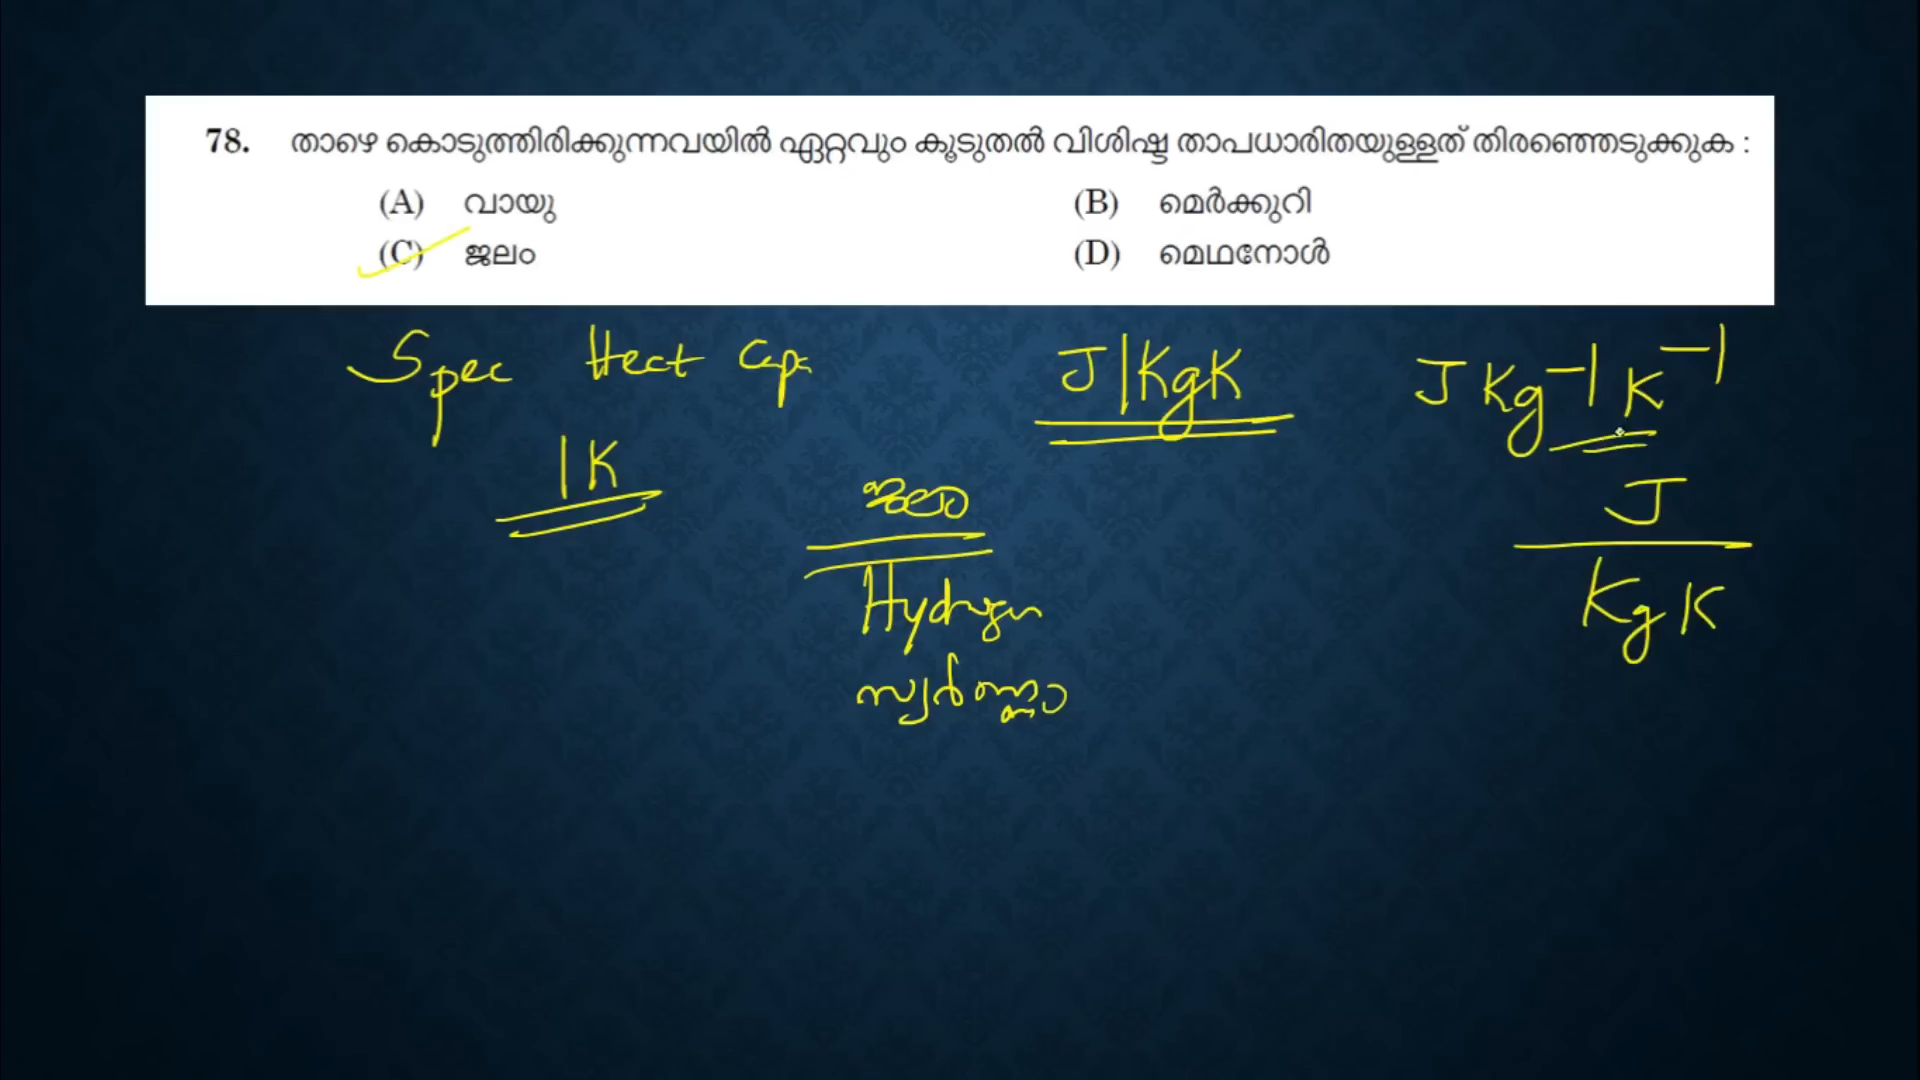 78. താഴെ കൊടുത്തിരിക്കുന്നവയിൽ ഏറ്റവും കൂടുതൽ വിശിഷ്ട താപധാരിതയുള്ളത് തിരഞ്ഞെടുക്കുക :
(A) വായു (B) മെർക്കുറി
(C) ജലം (D) മെഥനോൾ
Spec Heat Capa J/KgK J Kg⁻¹ K⁻¹
1K
ജലം J
Hydrogen KgK
സ്വർണ്ണം